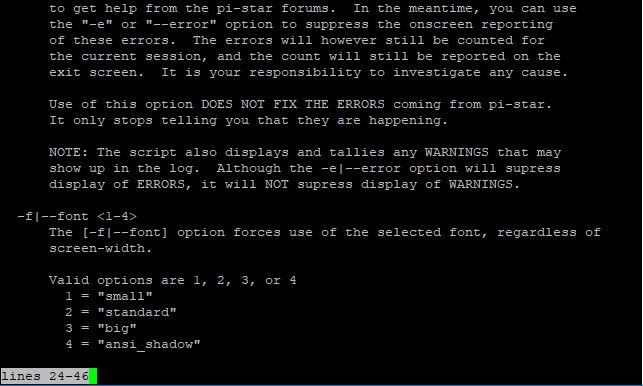 to get help from the pi-star forums.  In the meantime, you can use
the "-e" or "--error" option to suppress the onscreen reporting
of these errors.  The errors will however still be counted for
the current session, and the count will still be reported on the
exit screen.  It is your responsibility to investigate any cause.

Use of this option DOES NOT FIX THE ERRORS coming from pi-star.
It only stops telling you that they are happening.

NOTE: The script also displays and tallies any WARNINGS that may
show up in the log.  Although the -e|--error option will supress
display of ERRORS, it will NOT supress display of WARNINGS.

-f|--font <1-4>
The [-f|--font] option forces use of the selected font, regardless of
screen-width.

Valid options are 1, 2, 3, or 4
1 = "small"
2 = "standard"
3 = "big"
4 = "ansi_shadow"

lines 24-46